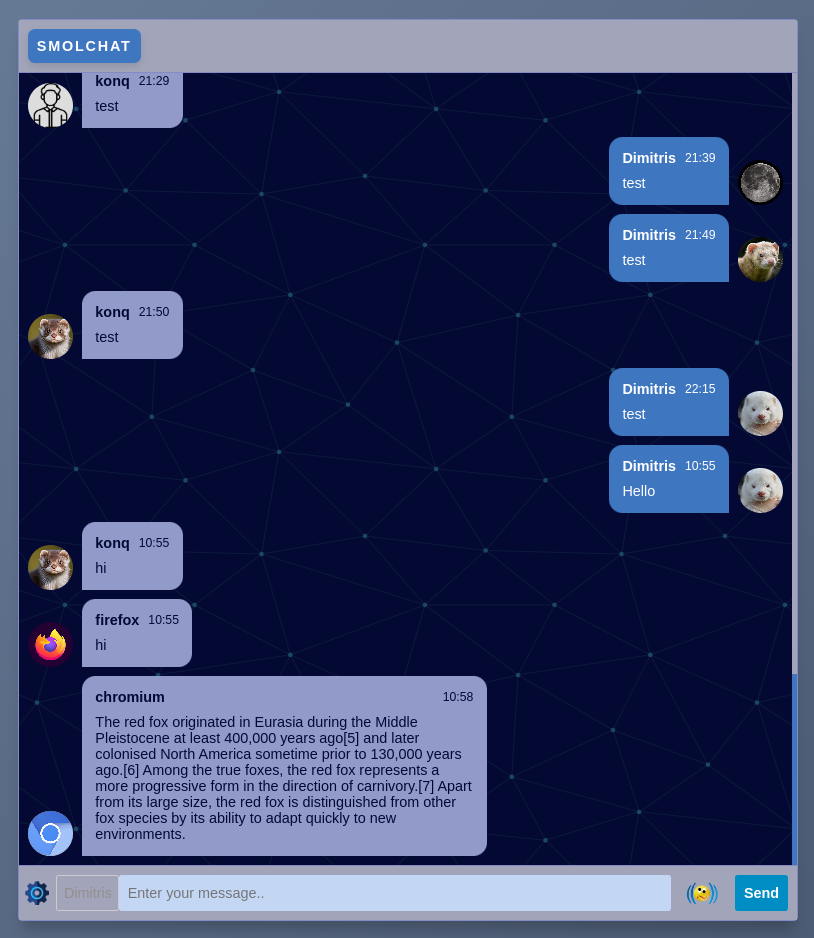 SMOLCHAT
konq 21:29
test
Dimitris 21:39
test
Dimitris 21:49
test
konq 21:50
test
Dimitris 22:15
test
Dimitris 10:55
Hello
konq 10:55
hi
firefox 10:55
hi
chromium 10:58
The red fox originated in Eurasia during the Middle
Pleistocene at least 400,000 years ago[5] and later
colonised North America sometime prior to 130,000 years
ago.[6] Among the true foxes, the red fox represents a
more progressive form in the direction of carnivory.[7] Apart
from its large size, the red fox is distinguished from other
fox species by its ability to adapt quickly to new
environments.
Dimitris Enter your message.. Send